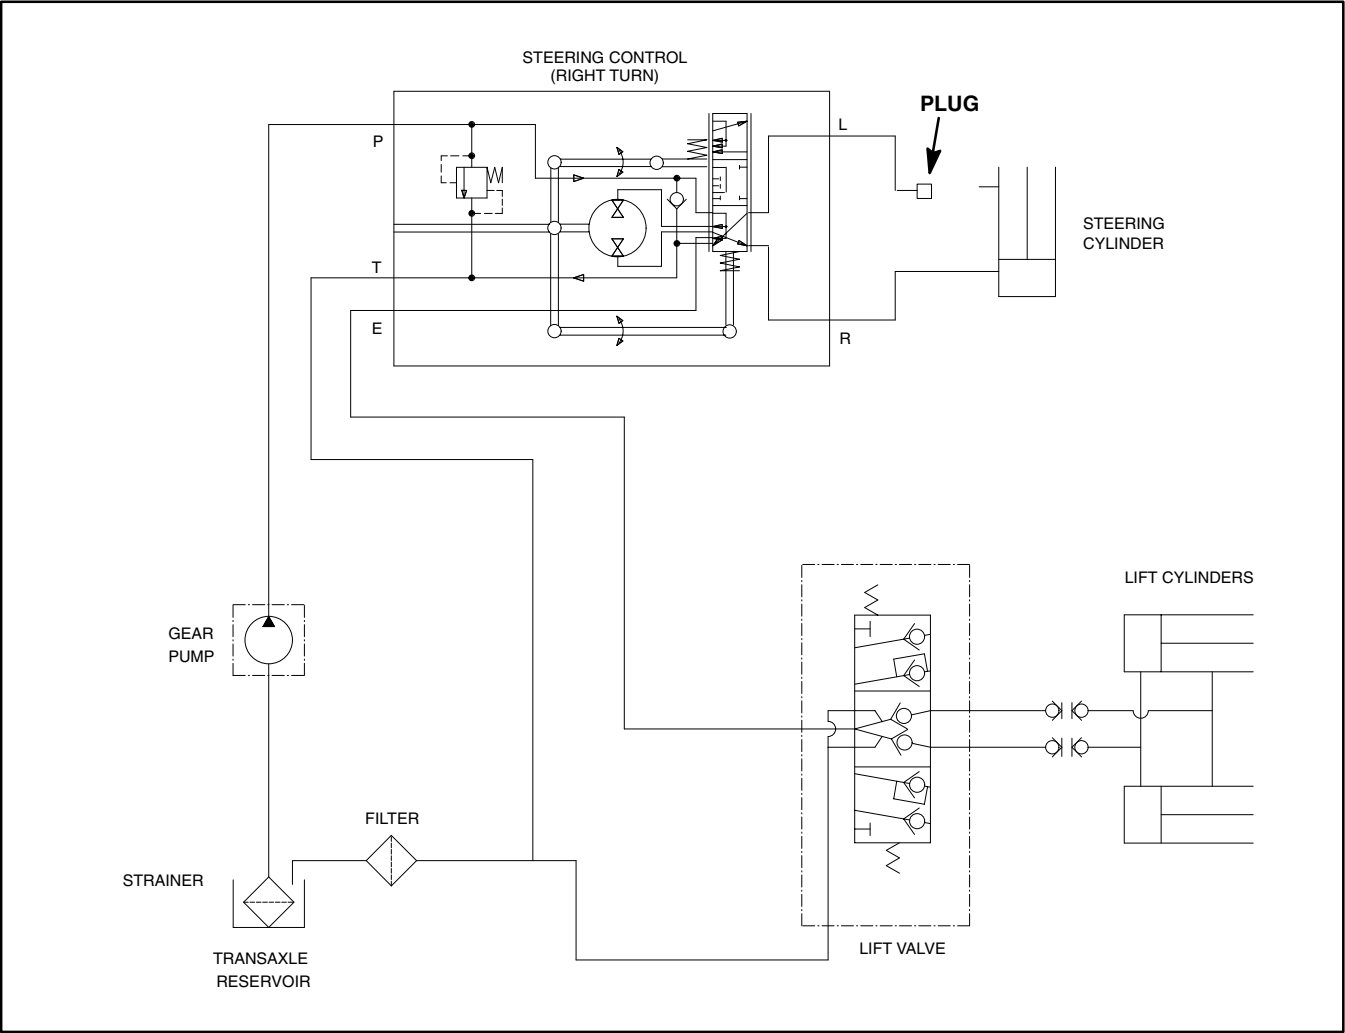 STEERING CONTROL
(RIGHT TURN)
PLUG
L
P
STEERING
CYLINDER
T
E
R
LIFT CYLINDERS
GEAR
PUMP
FILTER
STRAINER
LIFT VALVE
TRANSAXLE
RESERVOIR